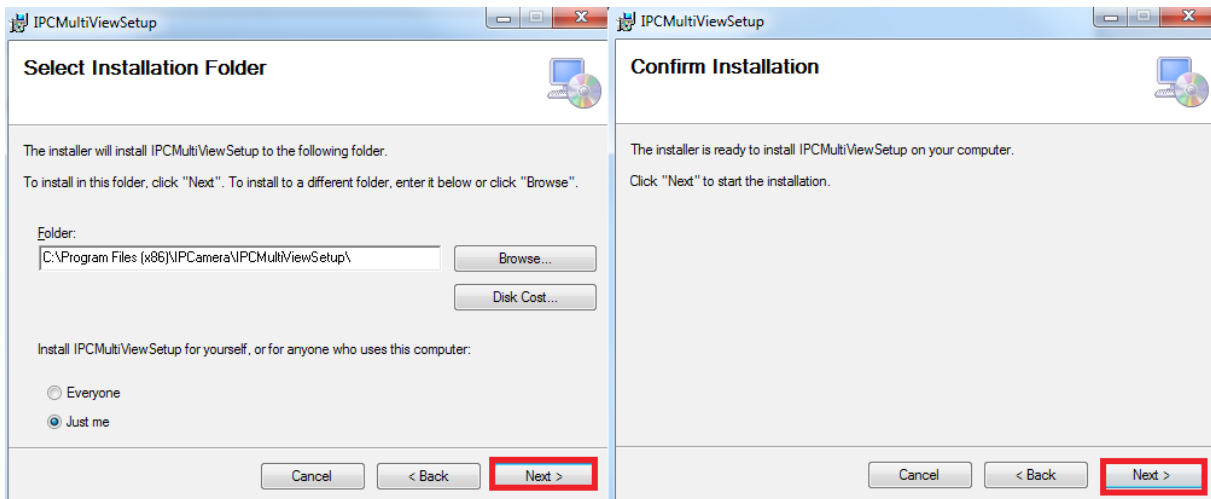 IPCMultiViewSetup
Select Installation Folder
The installer will install IPCMultiViewSetup to the following folder.
To install in this folder, click "Next". To install to a different folder, enter it below or click "Browse".
Folder:
C:\Program Files (x86)\IPCamera\IPCMultiViewSetup\
Browse...
Disk Cost...
Install IPCMultiViewSetup for yourself, or for anyone who uses this computer:
Everyone
Just me
Cancel
< Back
Next >
IPCMultiViewSetup
Confirm Installation
The installer is ready to install IPCMultiViewSetup on your computer.
Click "Next" to start the installation.
Cancel
< Back
Next >